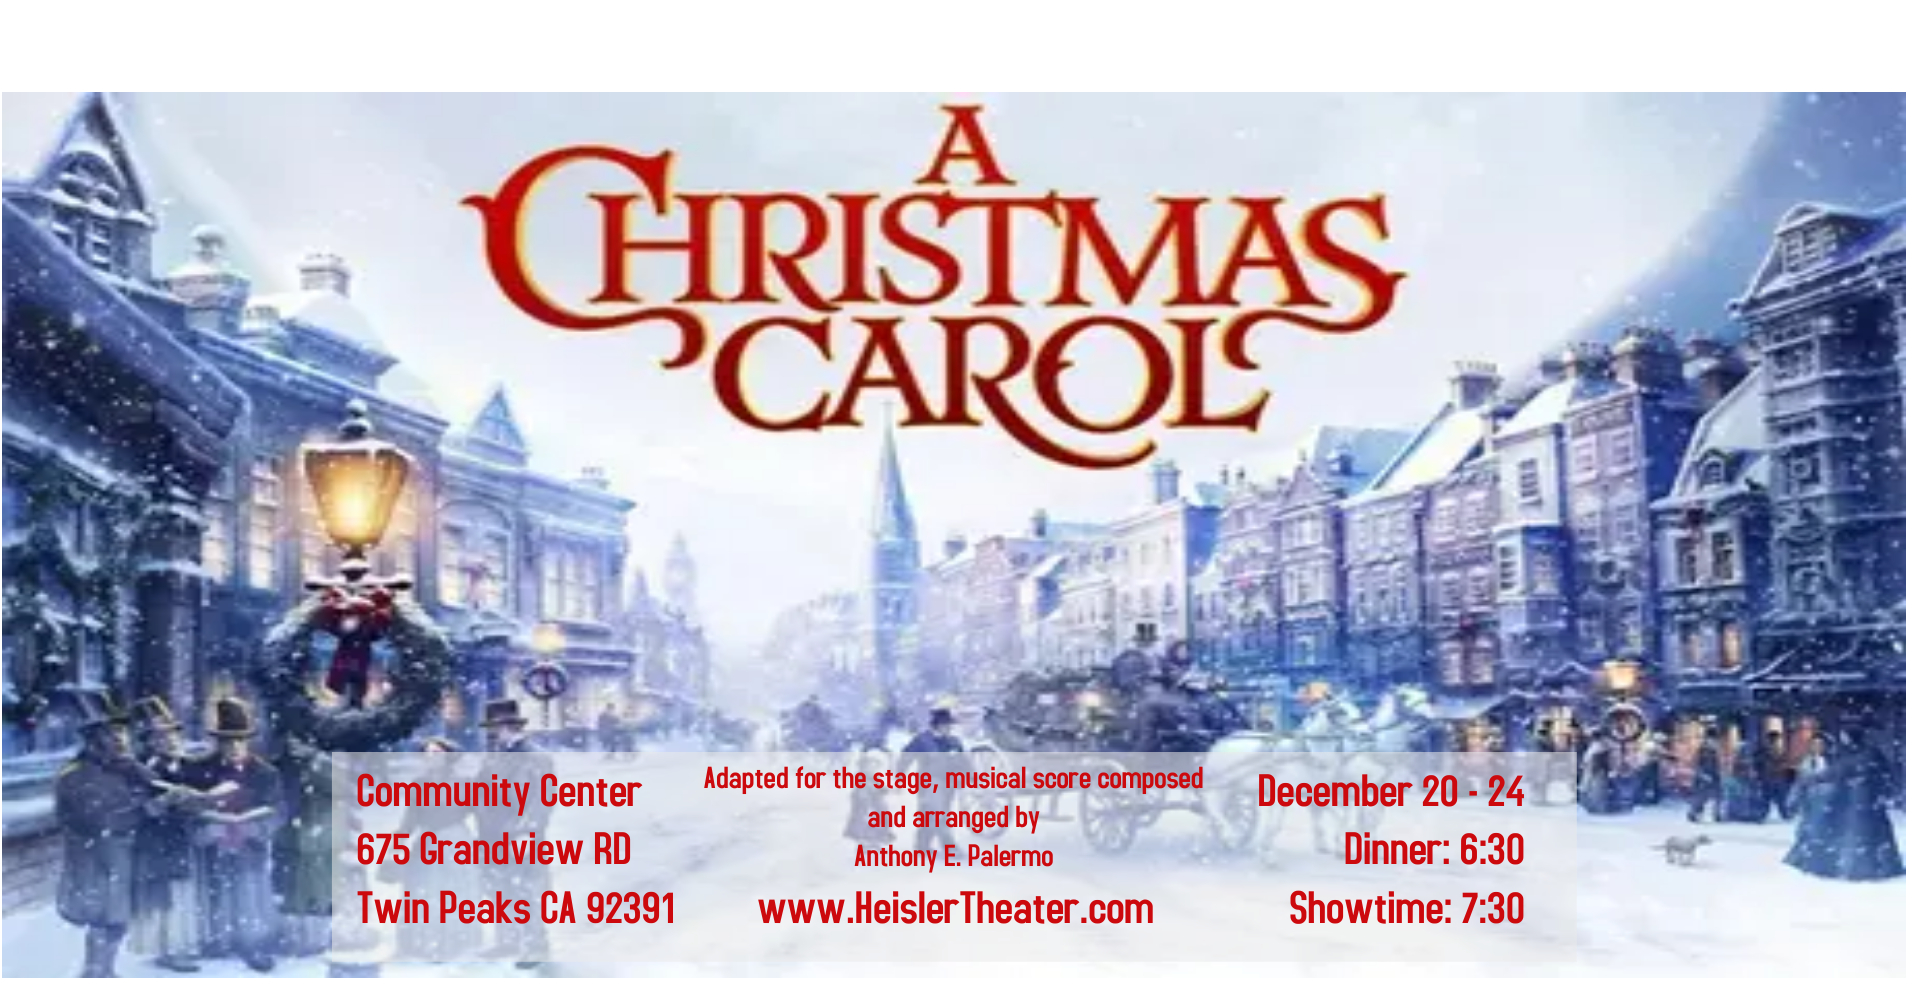 A
CHRISTMAS
CAROL
Community Center
675 Grandview RD
Twin Peaks CA 92391
Adapted for the stage, musical score composed
and arranged by
Anthony E. Palermo
www.HeislerTheater.com
December 20 - 24
Dinner: 6:30
Showtime: 7:30